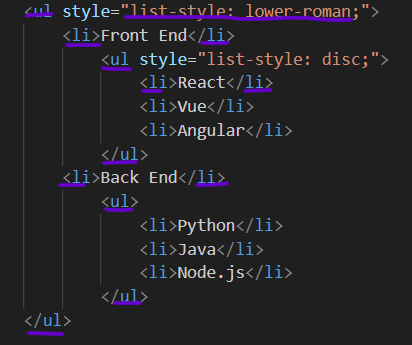 <ul style="list-style: lower-roman;">
<li>Front End</li>
<ul style="list-style: disc;">
<li>React</li>
<li>Vue</li>
<li>Angular</li>
</ul>
<li>Back End</li>
<ul>
<li>Python</li>
<li>Java</li>
<li>Node.js</li>
</ul>
</ul>